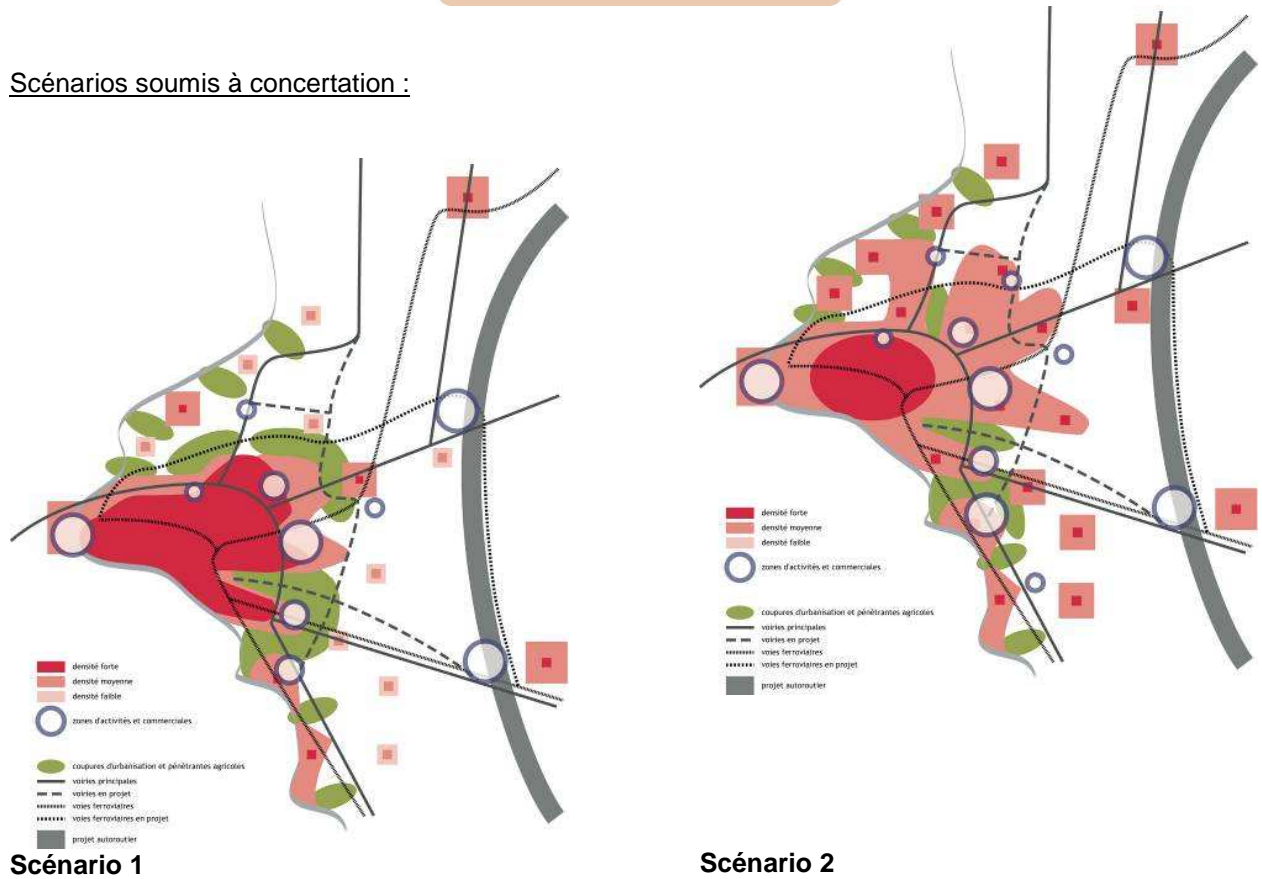 Scénarios soumis à concertation :
densité forte
densité moyenne
densité faible
zones d'activités et commerciales
coupures d'urbanisation et pénétrantes agricoles
voiries principales
voiries en projet
voies ferroviaires
voies ferroviaires en projet
projet autoroutier
Scénario 1
densité forte
densité moyenne
densité faible
zones d'activités et commerciales
coupures d'urbanisation et pénétrantes agricoles
voiries principales
voiries en projet
voies ferroviaires
voies ferroviaires en projet
projet autoroutier
Scénario 2